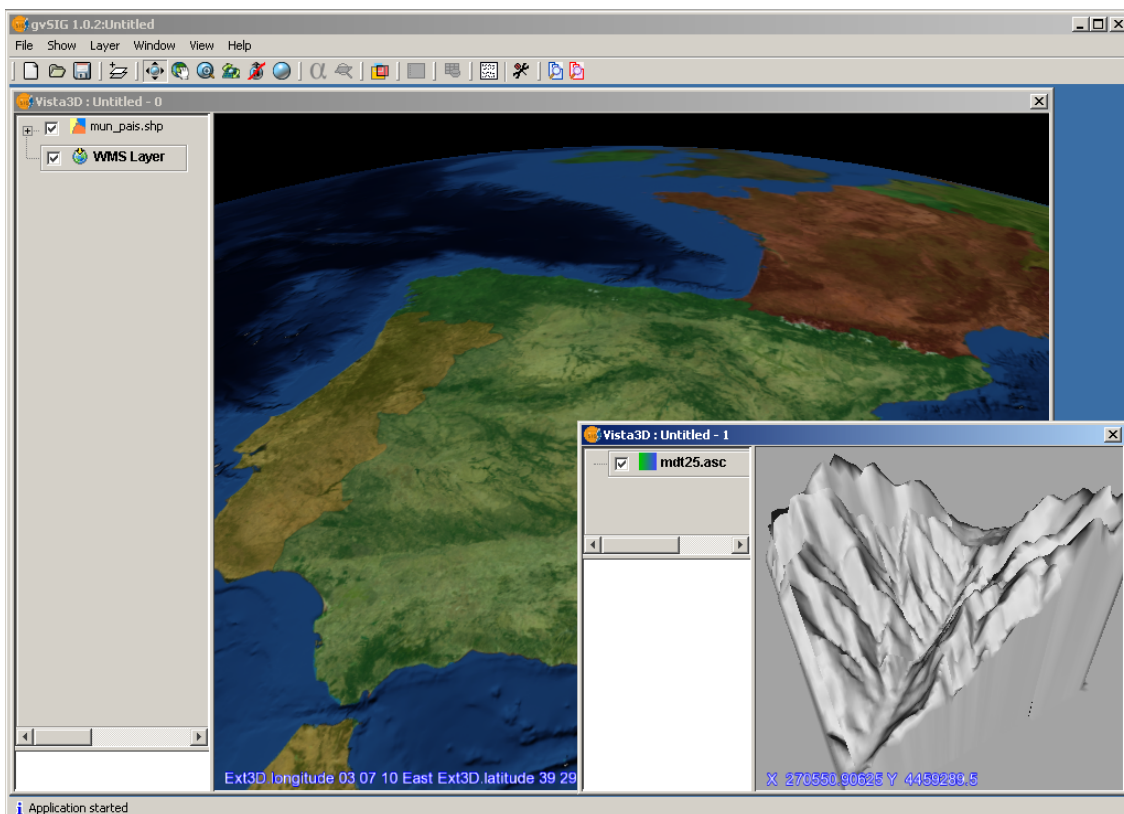 gvSIG 1.0.2:Untitled
File Show Layer Window View Help
Vista3D : Untitled - 0
mun_pais.shp
WMS Layer
Vista3D : Untitled - 1
mdt25.asc
Ext3D.longitude 03 07 10 East Ext3D.latitude 39 29
X 270550.90625 Y 4459239.5
Application started